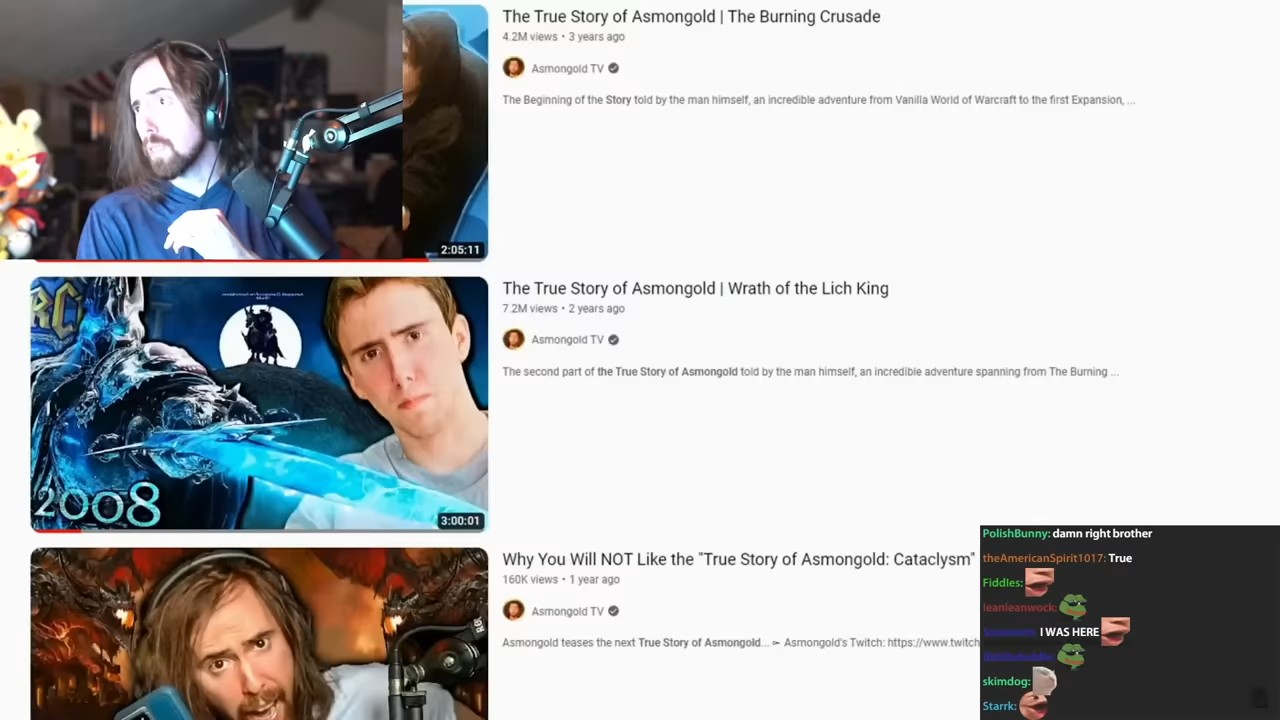 The True Story of Asmongold | The Burning Crusade
4.2M views • 3 years ago
Asmongold TV
The Beginning of the Story told by the man himself, an incredible adventure from Vanilla World of Warcraft to the first Expansion, ...
2:05:11
The True Story of Asmongold | Wrath of the Lich King
7.2M views • 2 years ago
Asmongold TV
The second part of the True Story of Asmongold told by the man himself, an incredible adventure spanning from The Burning ...
2008
3:00:01
Why You Will NOT Like the "True Story of Asmongold: Cataclysm"
160K views • 1 year ago
Asmongold TV
Asmongold teases the next True Story of Asmongold... ► Asmongold's Twitch: https://www.twitch
PolishBunny: damn right brother
theAmericanSpirit1017: True
Fiddles:
leanleanwock:
I WAS HERE
skimdog:
Starrk: